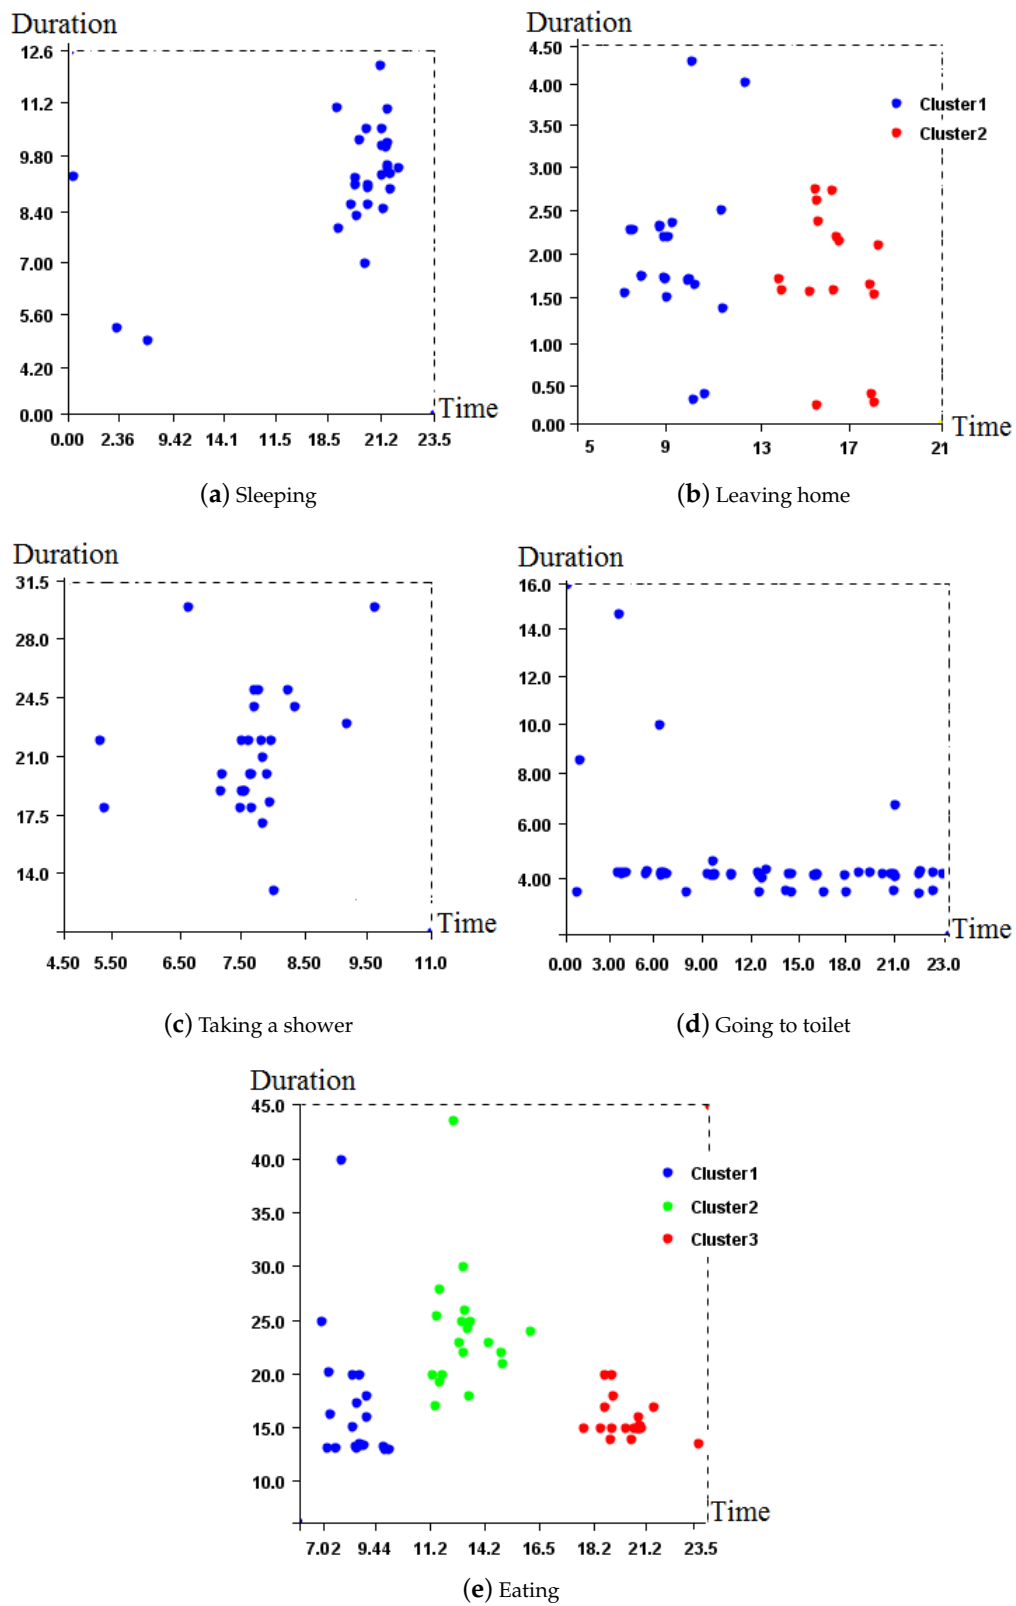 Duration
12.6
11.2
9.80
8.40
7.00
5.60
4.20
0.00
0.00 2.36 9.42 14.1 11.5 18.5 21.2 23.5
Time
(a) Sleeping
Duration
4.50
4.00
3.50
3.00
2.50
2.00
1.50
1.00
0.50
0.00
Cluster1
Cluster2
5 9 13 17 21
Time
(b) Leaving home
Duration
31.5
28.0
24.5
21.0
17.5
14.0
4.50 5.50 6.50 7.50 8.50 9.50 11.0
Time
(c) Taking a shower
Duration
16.0
14.0
12.0
10.0
8.00
6.00
4.00
0.00 3.00 6.00 9.00 12.0 15.0 18.0 21.0 23.0
Time
(d) Going to toilet
Duration
45.0
40.0
35.0
30.0
25.0
20.0
15.0
10.0
Cluster1
Cluster2
Cluster3
7.02 9.44 11.2 14.2 16.5 18.2 21.2 23.5
Time
(e) Eating